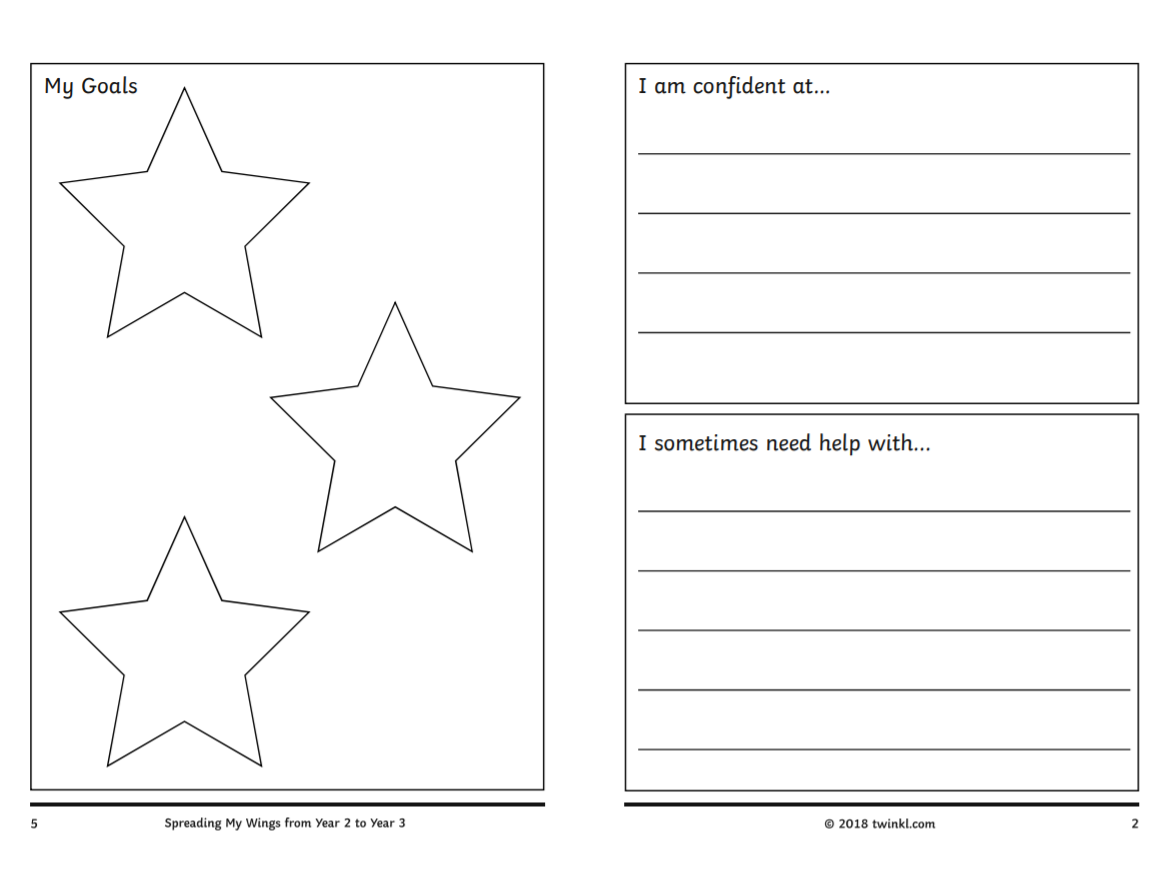 My Goals
5
Spreading My Wings from Year 2 to Year 3
I am confident at...
I sometimes need help with...
© 2018 twinkl.com
2